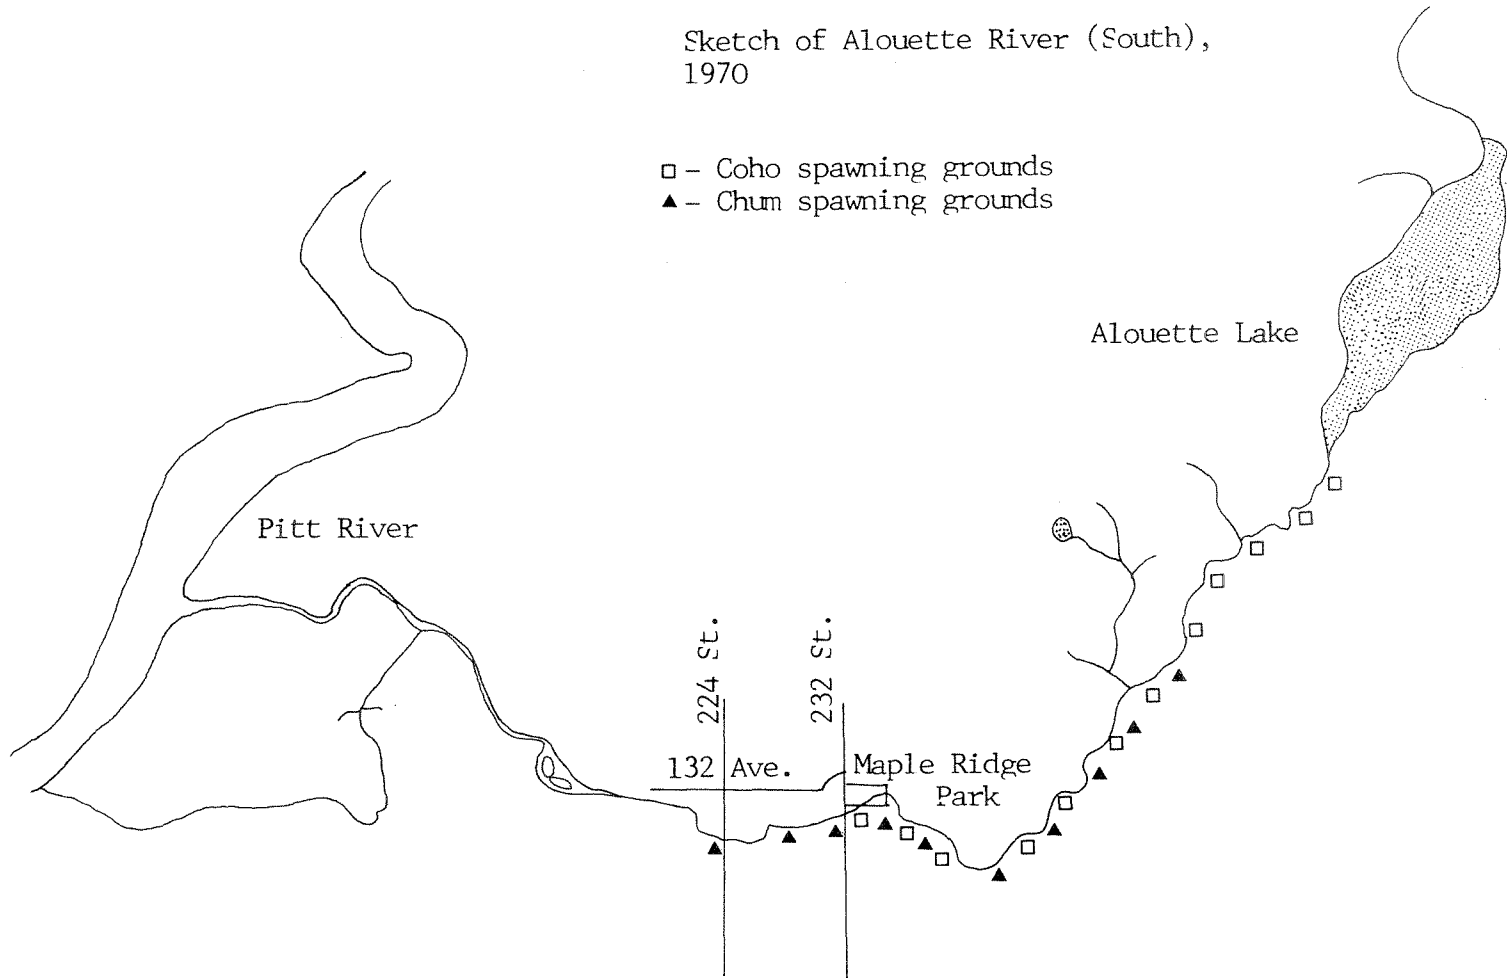 Sketch of Alouette River (South),
1970
□ – Coho spawning grounds
▲ – Chum spawning grounds
Alouette Lake
Pitt River
224 St.
232 St.
132 Ave.
Maple Ridge
Park